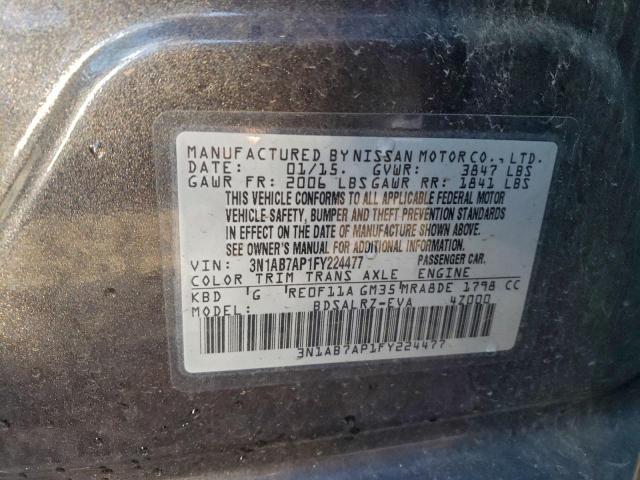 MANUFACTURED BY NISSAN MOTOR CO., LTD.
DATE: 01/15. GVWR: 3847 LBS
GAWR FR: 2006 LBS GAWR RR: 1841 LBS
THIS VEHICLE CONFORMS TO ALL APPLICABLE FEDERAL MOTOR
VEHICLE SAFETY, BUMPER AND THEFT PREVENTION STANDARDS
IN EFFECT ON THE DATE OF MANUFACTURE SHOWN ABOVE.
SEE OWNER'S MANUAL FOR ADDITIONAL INFORMATION.
VIN: 3N1AB7AP1FY224477 PASSENGER CAR.
COLOR TRIM TRANS AXLE ENGINE
KBD G RE0F11A GM35 MRA8DE 1798 CC
MODEL: BDSALRZ-EVA 4Z000
3N1AB7AP1FY224477